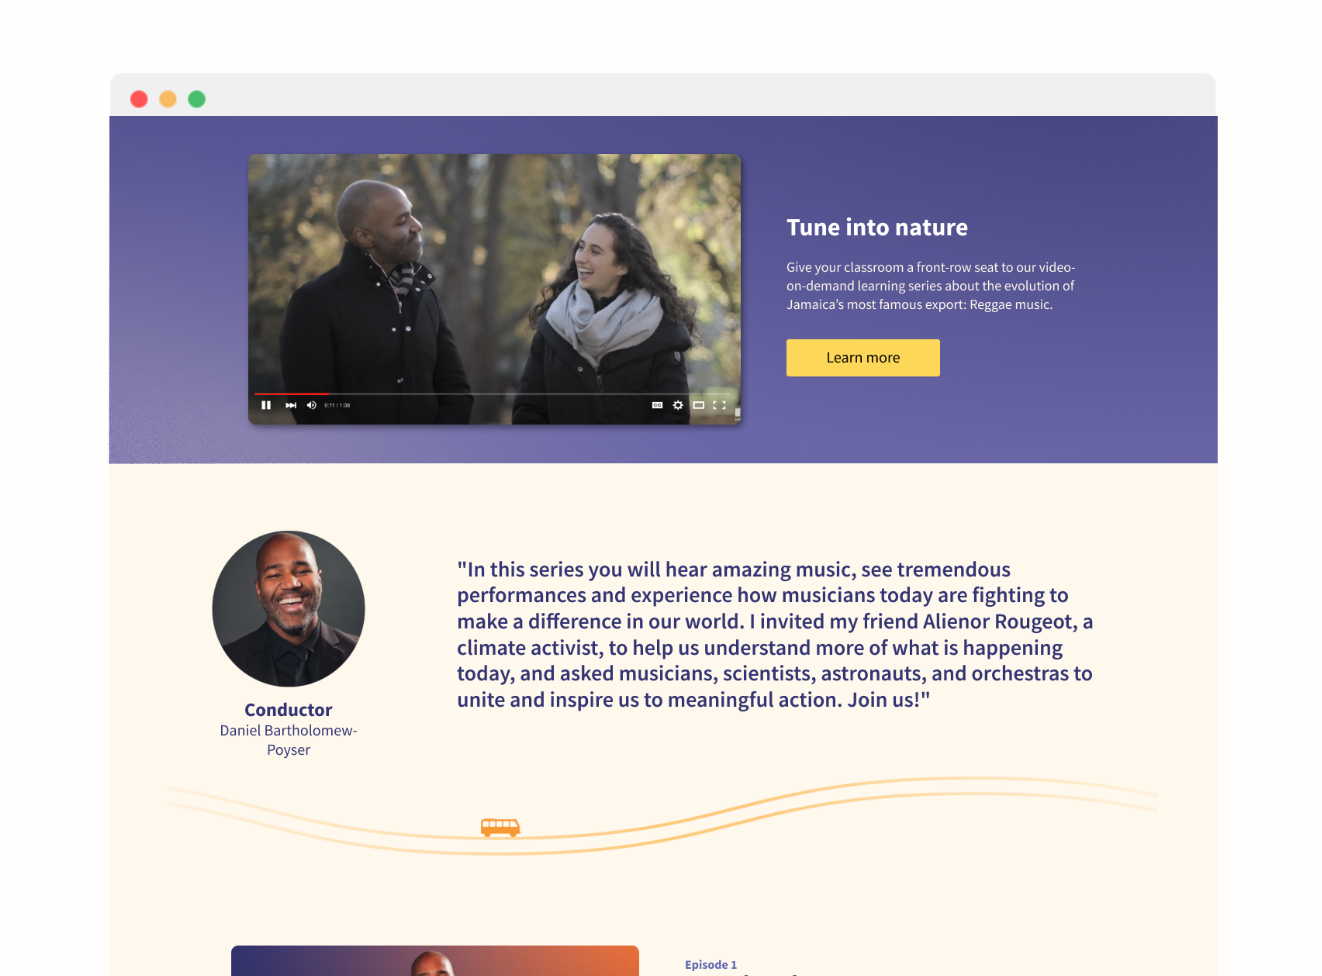 Tune into nature
Give your classroom a front-row seat to our video-
on-demand learning series about the evolution of
Jamaica’s most famous export: Reggae music.
Learn more
0:11 / 1:38
"In this series you will hear amazing music, see tremendous
performances and experience how musicians today are fighting to
make a difference in our world. I invited my friend Alienor Rougeot, a
climate activist, to help us understand more of what is happening
today, and asked musicians, scientists, astronauts, and orchestras to
unite and inspire us to meaningful action. Join us!"
Conductor
Daniel Bartholomew-
Poyser
Episode 1